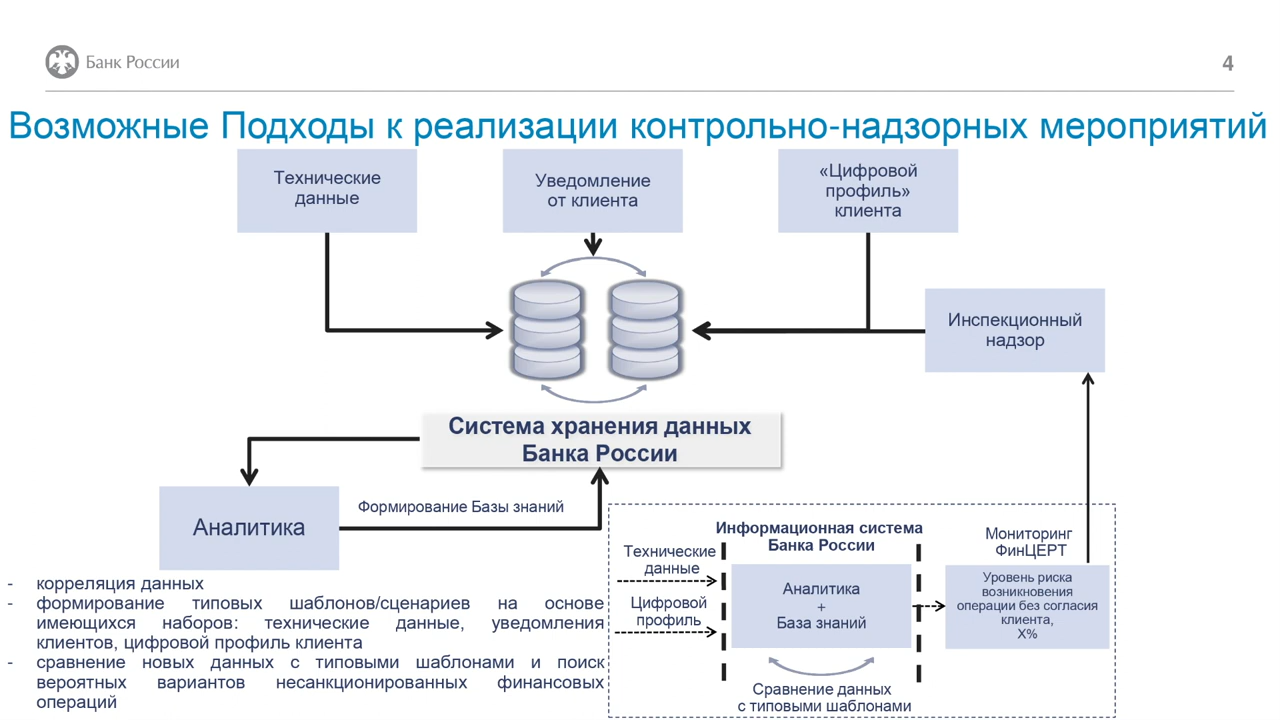 Банк России
4
Возможные Подходы к реализации контрольно-надзорных мероприятий
Технические
данные
Уведомление
от клиента
«Цифровой
профиль»
клиента
Инспекционный
надзор
Система хранения данных
Банка России
Аналитика
Формирование Базы знаний
- корреляция данных
- формирование типовых шаблонов/сценариев на основе
имеющихся наборов: технические данные, уведомления
клиентов, цифровой профиль клиента
- сравнение новых данных с типовыми шаблонами и поиск
вероятных вариантов несанкционированных финансовых
операций
Информационная система
Банка России
Технические
данные
Цифровой
профиль
Аналитика
+
База знаний
Сравнение данных
с типовыми шаблонами
Мониторинг
ФинЦЕРТ
Уровень риска
возникновения
операции без согласия
клиента,
X%